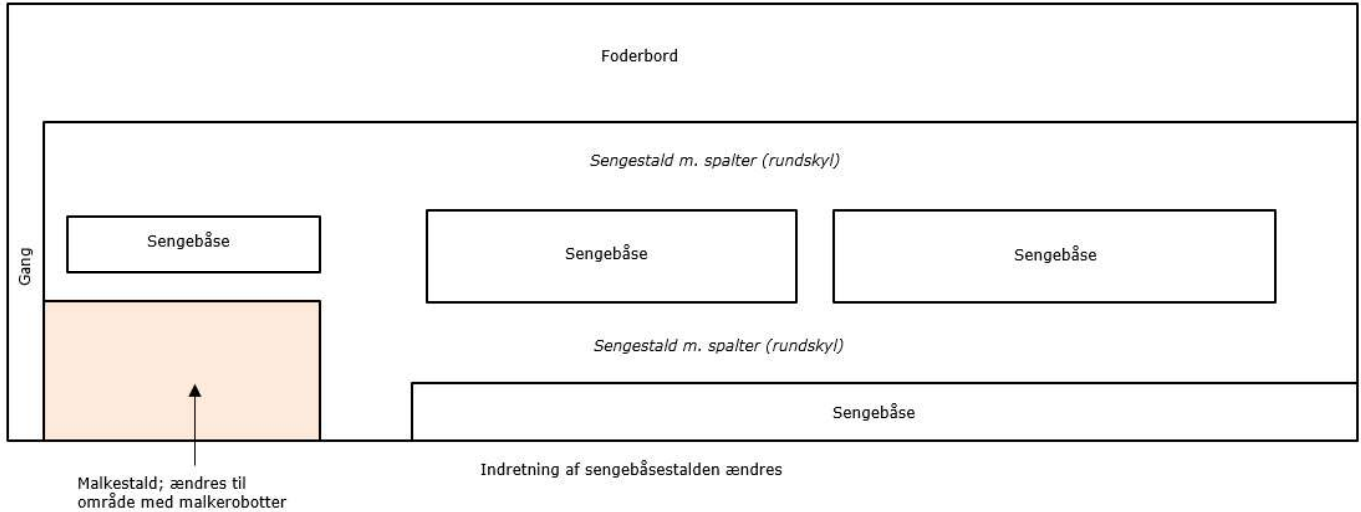 Foderbord
Sengestald m. spalter (rundskyl)
Sengebåse
Sengebåse
Sengebåse
Gang
Sengestald m. spalter (rundskyl)
Sengebåse
Indretning af sengebåsestalden ændres
Malkestald; ændres til
område med malkerobotter